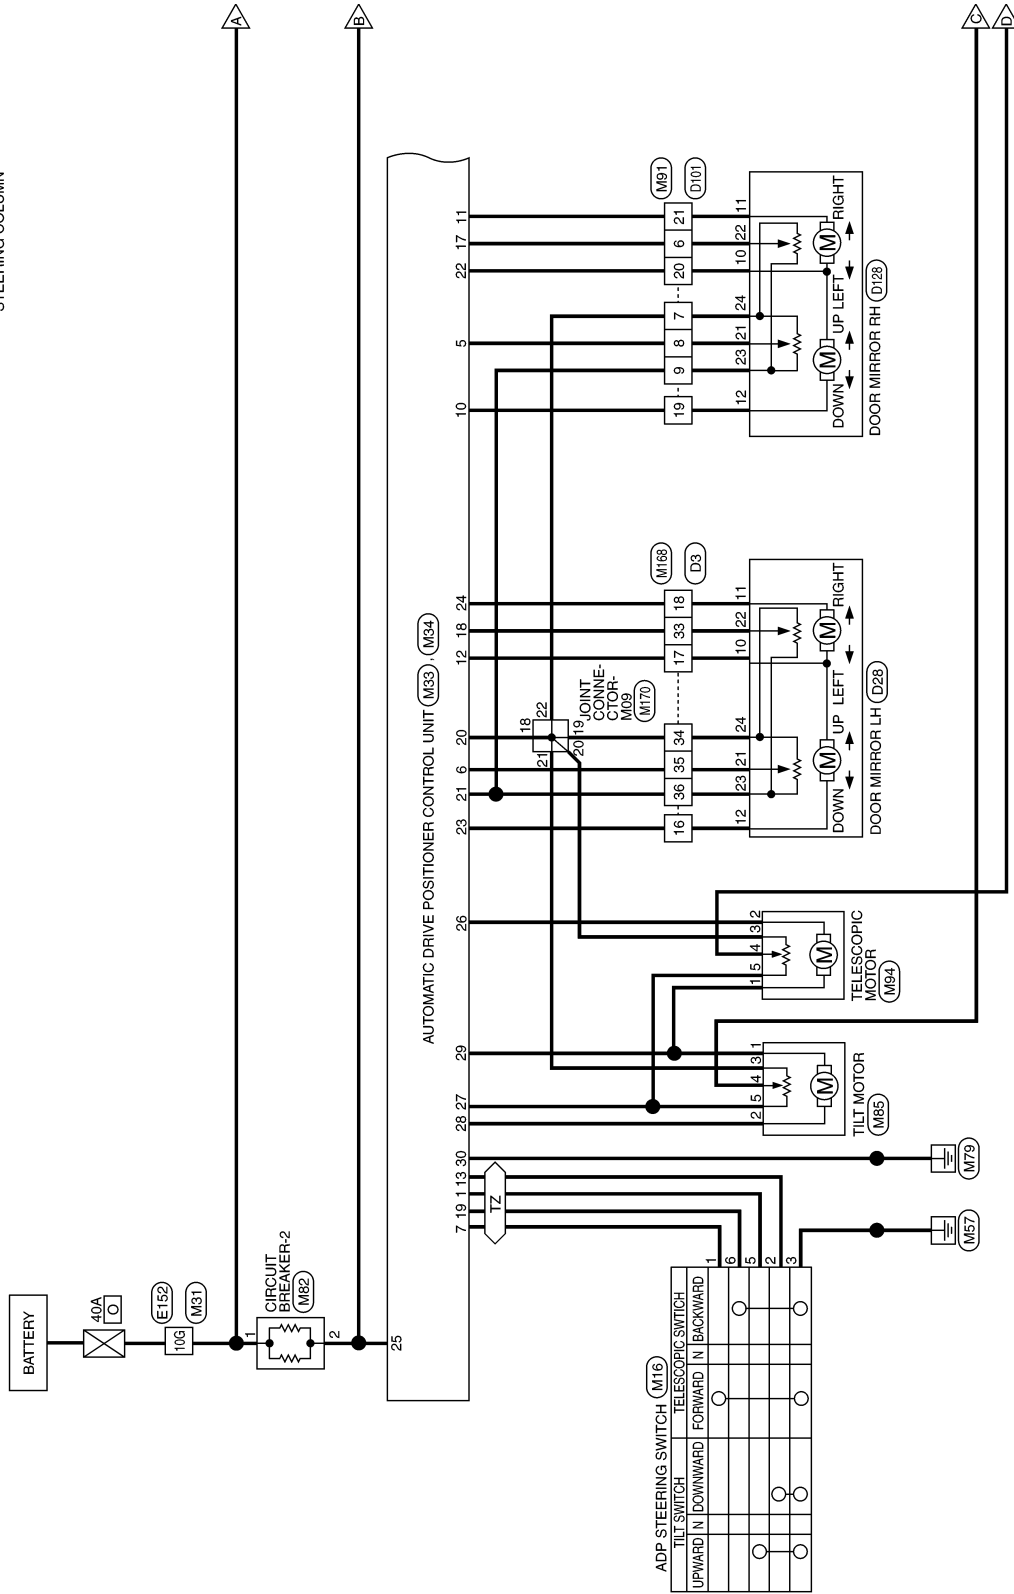 STEERING COLUMN
BATTERY
40A
O
10G
E152
M31
1
CIRCUIT
BREAKER-2
M82
2
A
B
C
D
25
AUTOMATIC DRIVE POSITIONER CONTROL UNIT M33 , M34
7 19 1 13 30 28 27 29 26 23 21 6 20 12 18 24 10 5 22 17 11
TZ
ADP STEERING SWITCH M16
TILT SWITCH
TELESCOPIC SWTICH
UPWARD N DOWNWARD
FORWARD N BACKWARD
1
6
5
2
3
M57
M79
2 5 4 3 1
M
TILT MOTOR
M85
1 5 4 3 2
M
TELESCOPIC
MOTOR
M94
18 22
21 20 19
JOINT
CONNE-
CTOR-
M09
M170
M168
D3
16 36 35 34 17 33 18
12 23 21 24 10 22 11
M
M
DOWN UP LEFT RIGHT
DOOR MIRROR LH D28
M91
D101
19 9 8 7 20 6 21
12 23 21 24 10 22 11
M
M
DOWN UP LEFT RIGHT
DOOR MIRROR RH D128